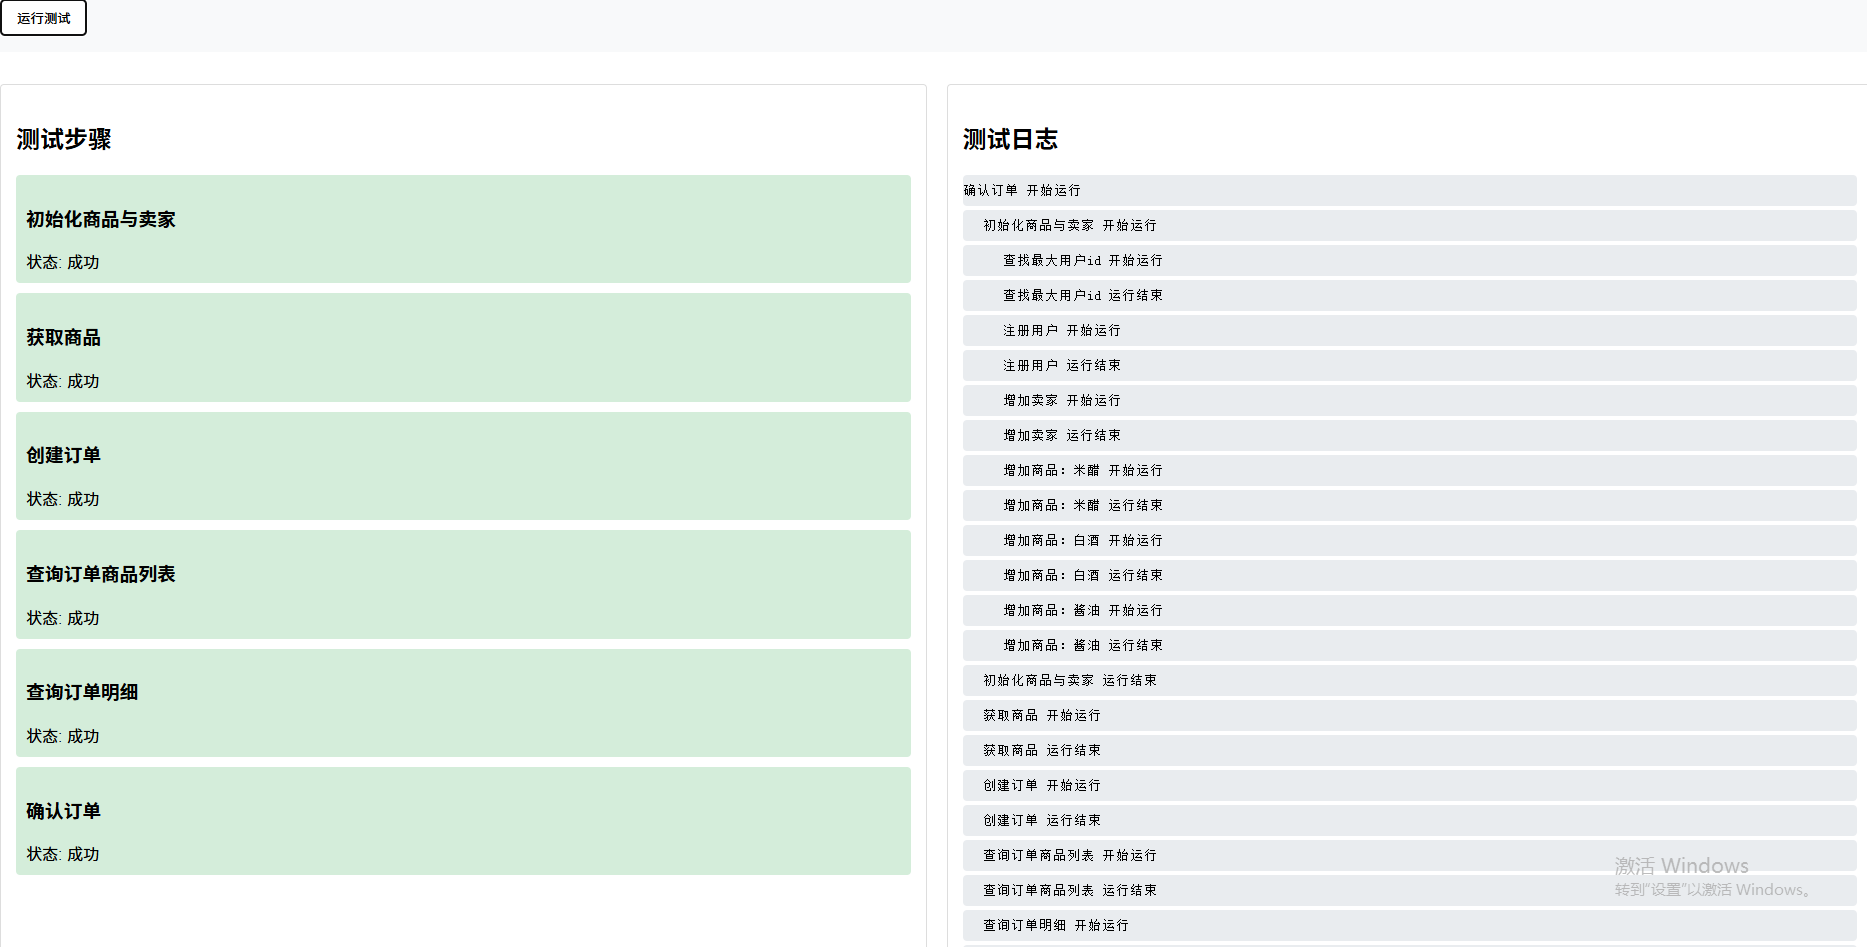 运行测试
测试步骤
初始化商品与卖家
状态: 成功
获取商品
状态: 成功
创建订单
状态: 成功
查询订单商品列表
状态: 成功
查询订单明细
状态: 成功
确认订单
状态: 成功
测试日志
确认订单 开始运行
初始化商品与卖家 开始运行
查找最大用户id 开始运行
查找最大用户id 运行结束
注册用户 开始运行
注册用户 运行结束
增加卖家 开始运行
增加卖家 运行结束
增加商品: 米醋 开始运行
增加商品: 米醋 运行结束
增加商品: 白酒 开始运行
增加商品: 白酒 运行结束
增加商品: 酱油 开始运行
增加商品: 酱油 运行结束
初始化商品与卖家 运行结束
获取商品 开始运行
获取商品 运行结束
创建订单 开始运行
创建订单 运行结束
查询订单商品列表 开始运行
查询订单商品列表 运行结束
查询订单明细 开始运行
激活 Windows
转到"设置"以激活 Windows。